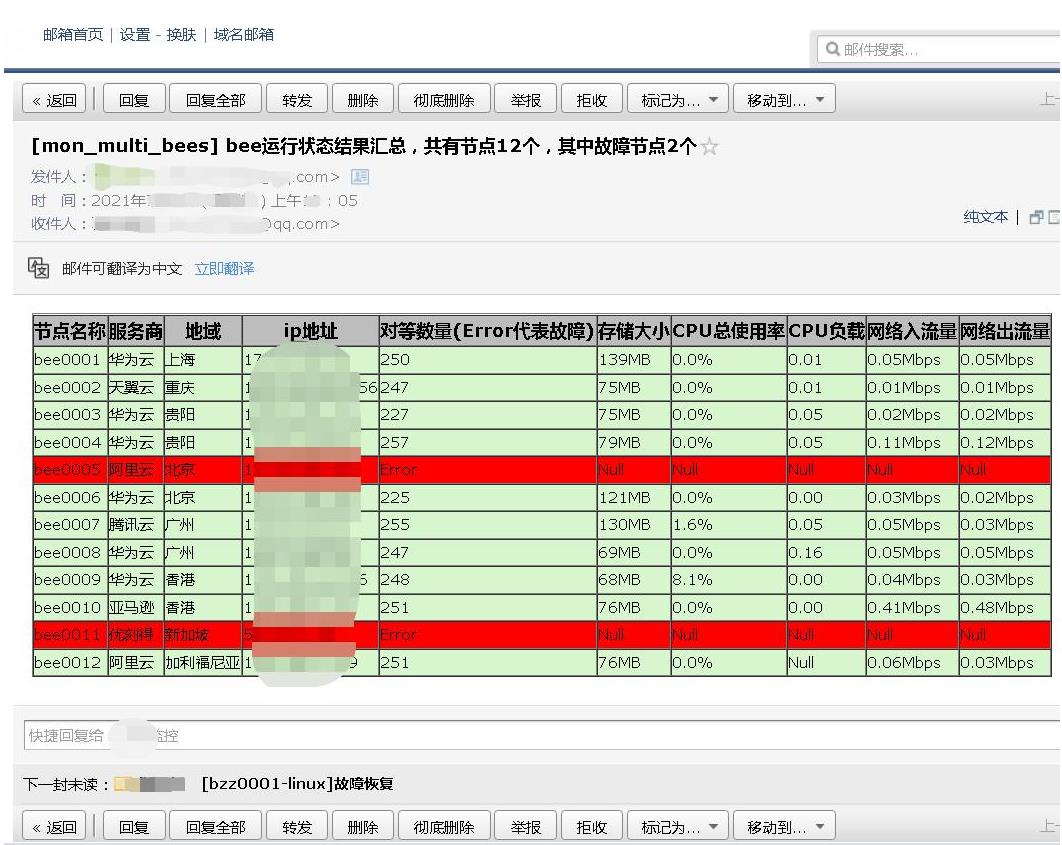 邮箱首页 | 设置 - 换肤 | 域名邮箱
邮件搜索...
« 返回 回复 回复全部 转发 删除 彻底删除 举报 拒收 标记为... 移动到... 上一
[mon_multi_bees] bee运行状态结果汇总，共有节点12个，其中故障节点2个
发件人： .com>
时 间：2021年 ) 上午 : 05
收件人： @qq.com>
纯文本 |
邮件可翻译为中文 立即翻译
节点名称 服务商 地域 ip地址 对等数量(Error代表故障) 存储大小 CPU总使用率 CPU负载 网络入流量 网络出流量
bee0001 华为云 上海 17 250 139MB 0.0% 0.01 0.05Mbps 0.05Mbps
bee0002 天翼云 重庆 1 56 247 75MB 0.0% 0.01 0.01Mbps 0.01Mbps
bee0003 华为云 贵阳 1 227 75MB 0.0% 0.05 0.02Mbps 0.02Mbps
bee0004 华为云 贵阳 1 257 79MB 0.0% 0.05 0.11Mbps 0.12Mbps
bee0005 阿里云 北京 1 Error Null Null Null Null Null
bee0006 华为云 北京 1 225 121MB 0.0% 0.00 0.03Mbps 0.02Mbps
bee0007 腾讯云 广州 1 255 130MB 1.6% 0.05 0.05Mbps 0.03Mbps
bee0008 华为云 广州 1 247 69MB 0.0% 0.16 0.05Mbps 0.05Mbps
bee0009 华为云 香港 1 6 248 68MB 8.1% 0.00 0.04Mbps 0.03Mbps
bee0010 亚马逊 香港 1 251 76MB 0.0% 0.00 0.41Mbps 0.48Mbps
bee0011 优刻得 新加坡 5 Error Null Null Null Null Null
bee0012 阿里云 加利福尼亚 1 9 251 76MB 0.0% Null 0.06Mbps 0.03Mbps
快捷回复给 监控
下一封未读： [bzz0001-linux]故障恢复
« 返回 回复 回复全部 转发 删除 彻底删除 举报 拒收 标记为... 移动到... 上一